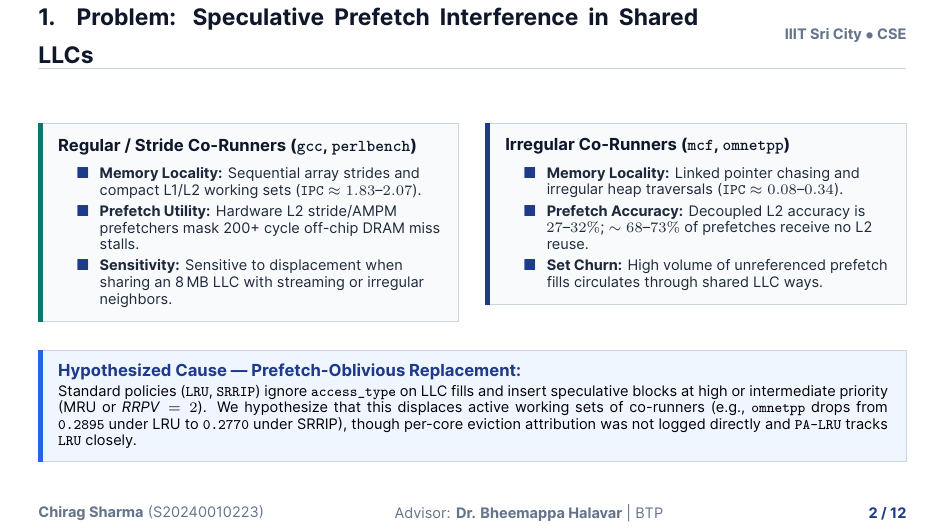 1. Problem: Speculative Prefetch Interference in Shared
LLCs
IIIT Sri City • CSE
Regular / Stride Co-Runners (gcc, perlbench)
Memory Locality: Sequential array strides and
compact L1/L2 working sets (IPC ≈ 1.83–2.07).
Prefetch Utility: Hardware L2 stride/AMPM
prefetchers mask 200+ cycle off-chip DRAM miss
stalls.
Sensitivity: Sensitive to displacement when
sharing an 8 MB LLC with streaming or irregular
neighbors.
Irregular Co-Runners (mcf, omnetpp)
Memory Locality: Linked pointer chasing and
irregular heap traversals (IPC ≈ 0.08–0.34).
Prefetch Accuracy: Decoupled L2 accuracy is
27–32%; ∼ 68–73% of prefetches receive no L2
reuse.
Set Churn: High volume of unreferenced prefetch
fills circulates through shared LLC ways.
Hypothesized Cause — Prefetch-Oblivious Replacement:
Standard policies (LRU, SRRIP) ignore access_type on LLC fills and insert speculative blocks at high or intermediate priority
(MRU or RRPV = 2). We hypothesize that this displaces active working sets of co-runners (e.g., omnetpp drops from
0.2895 under LRU to 0.2770 under SRRIP), though per-core eviction attribution was not logged directly and PA-LRU tracks
LRU closely.
Chirag Sharma (S20240010223)
Advisor: Dr. Bheemappa Halavar | BTP
2 / 12